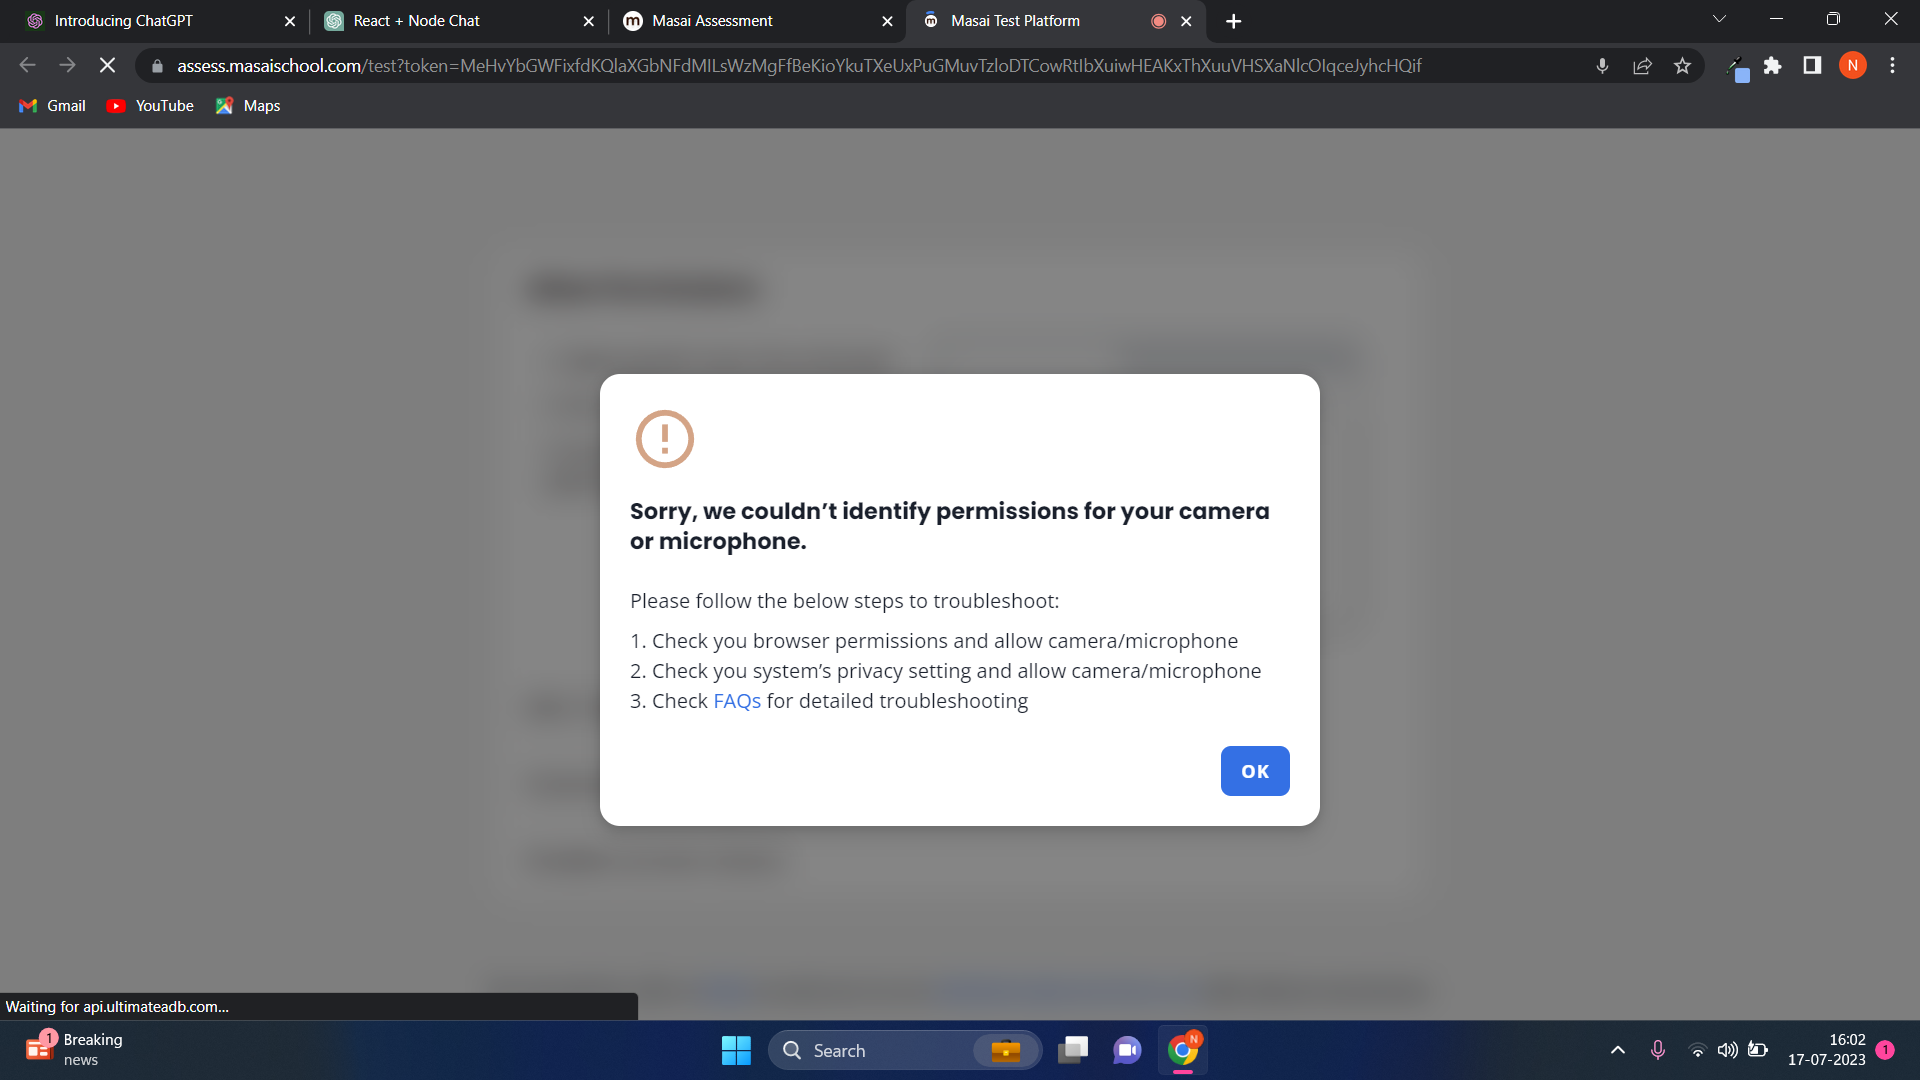 Introducing ChatGPT
React + Node Chat
m Masai Assessment
m Masai Test Platform
assess.masaischool.com/test?token=MeHvYbGWFixfdKQlaXGbNFdMILsWzMgFfBeKioYkuTXeUxPuGMuvTzloDTCowRtIbXuiwHEAKxThXuuVHSXaNlcOIqceJyhcHQif
N
Gmail
YouTube
Maps
Sorry, we couldn’t identify permissions for your camera
or microphone.
Please follow the below steps to troubleshoot:
1. Check you browser permissions and allow camera/microphone
2. Check you system’s privacy setting and allow camera/microphone
3. Check FAQs for detailed troubleshooting
OK
Waiting for api.ultimateadb.com...
1
Breaking
news
Search
N
16:02
17-07-2023
1